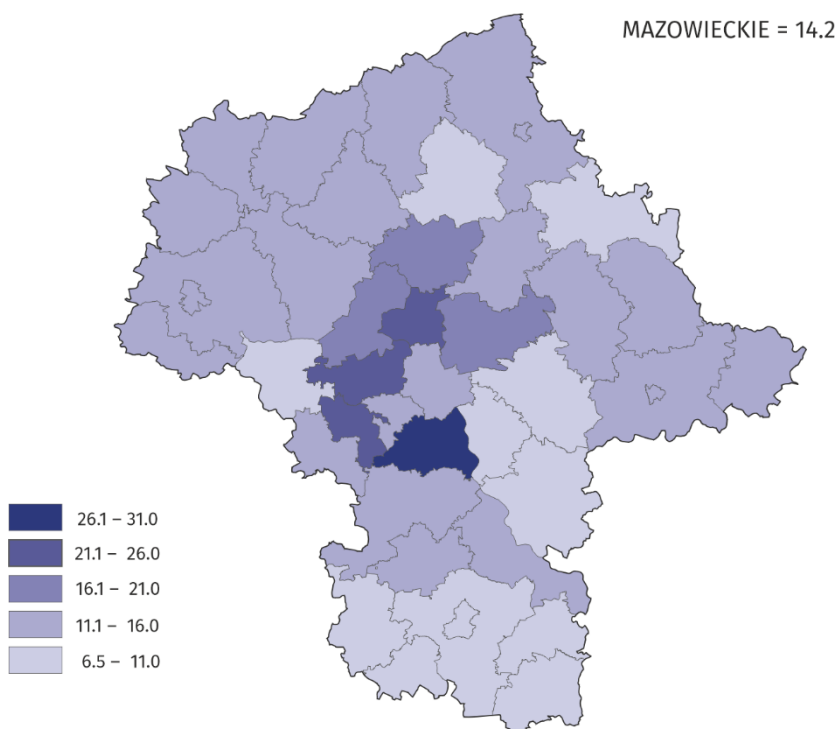 MAZOWIECKIE = 14.2
26.1 – 31.0
21.1 – 26.0
16.1 – 21.0
11.1 – 16.0
6.5 – 11.0